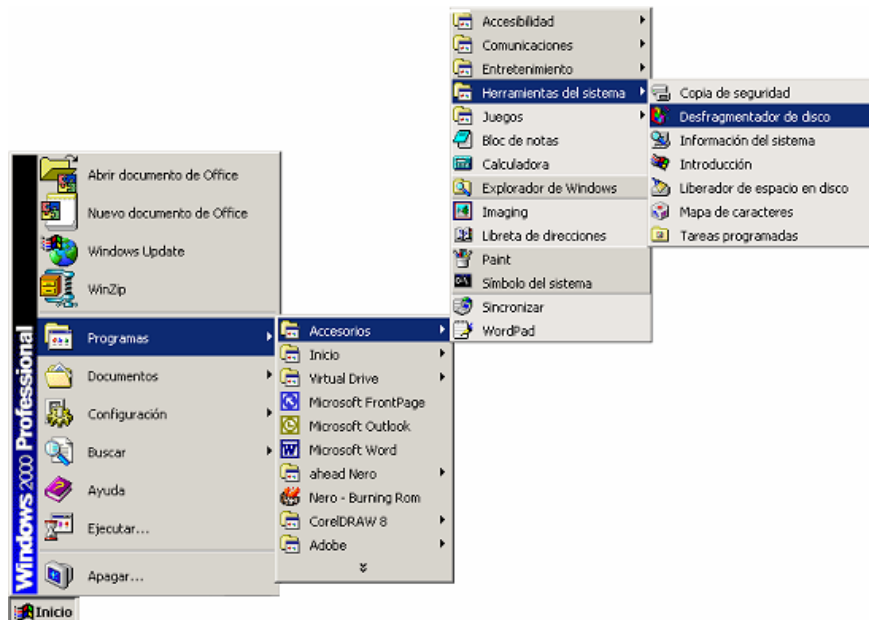 Accesibilidad
Comunicaciones
Entretenimiento
Herramientas del sistema
Juegos
Bloc de notas
Calculadora
Explorador de Windows
Imaging
Libreta de direcciones
Paint
Símbolo del sistema
Sincronizar
WordPad
Copia de seguridad
Desfragmentador de disco
Información del sistema
Introducción
Liberador de espacio en disco
Mapa de caracteres
Tareas programadas
Abrir documento de Office
Nuevo documento de Office
Windows Update
WinZip
Programas
Documentos
Configuración
Buscar
Ayuda
Ejecutar...
Apagar...
Windows 2000 Professional
Accesorios
Inicio
Virtual Drive
Microsoft FrontPage
Microsoft Outlook
Microsoft Word
ahead Nero
Nero - Burning Rom
CorelDRAW 8
Adobe
Inicio